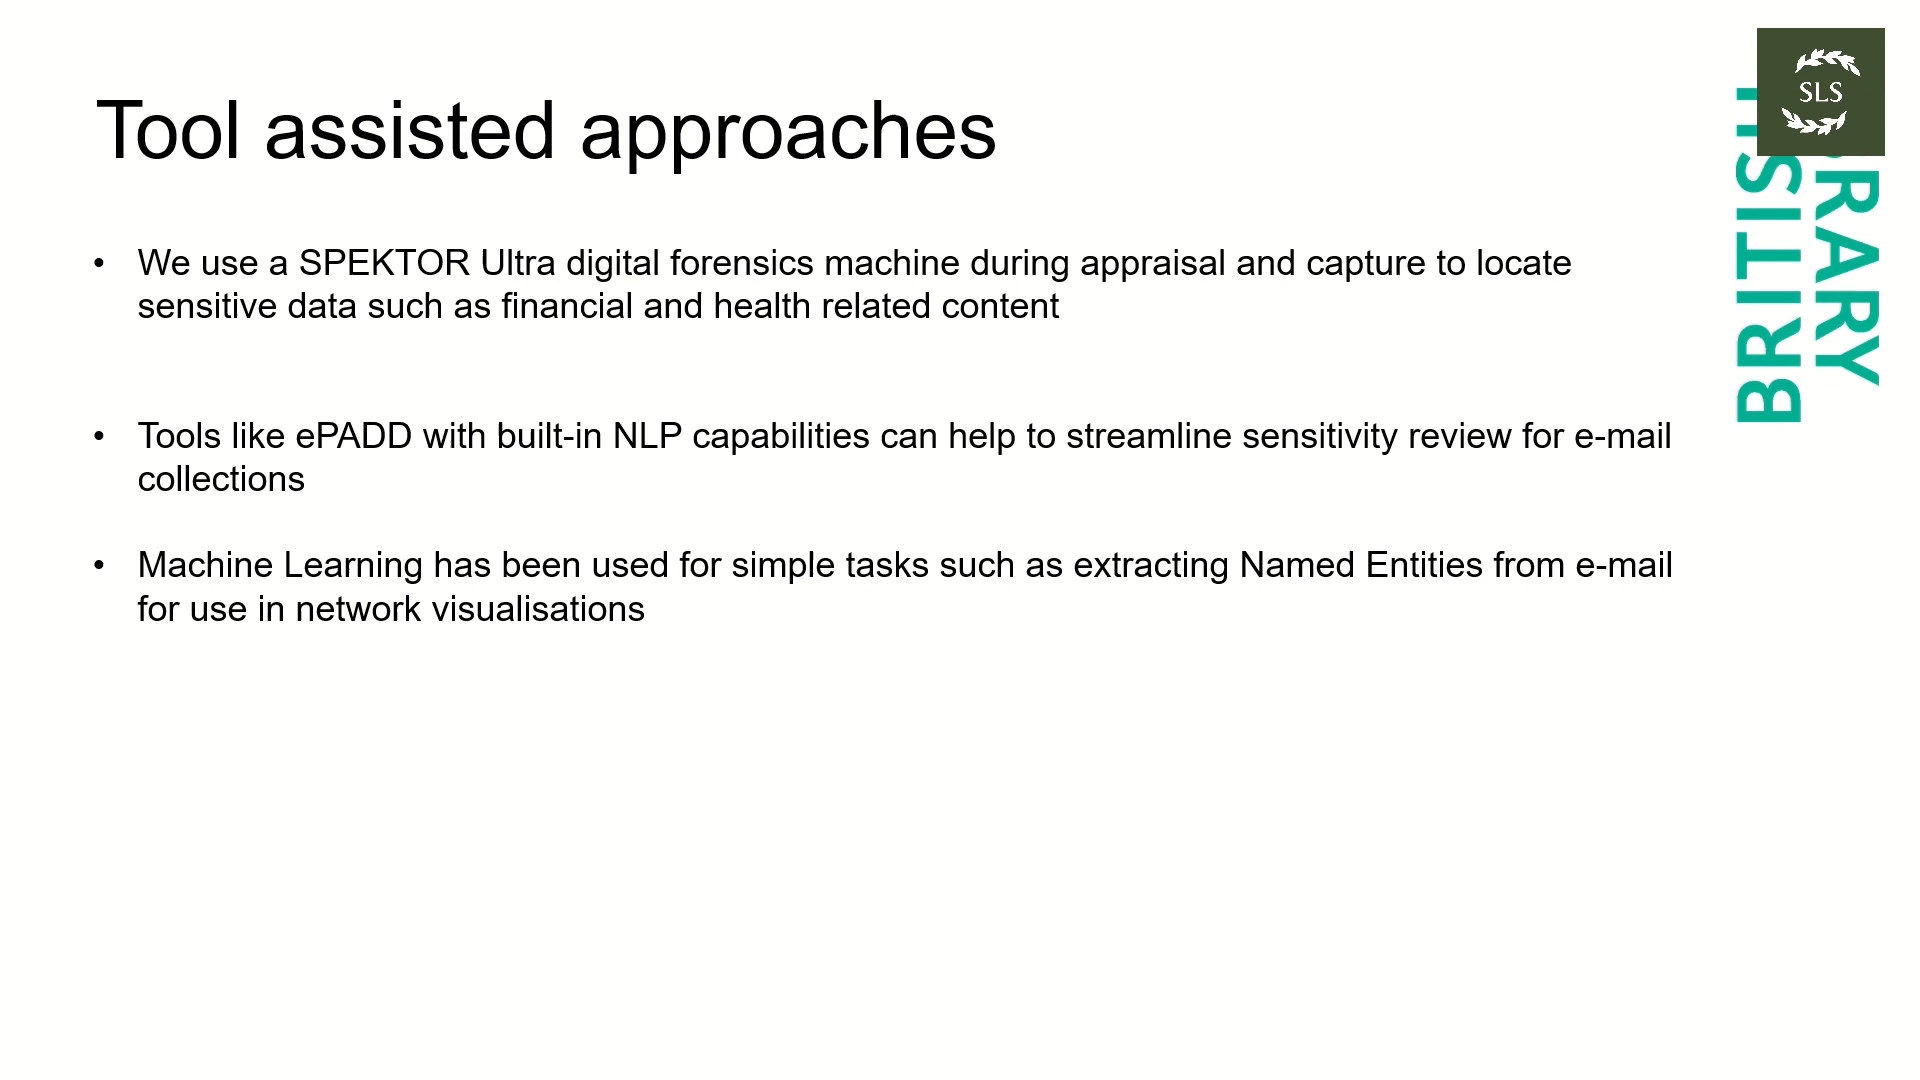 Tool assisted approaches
• We use a SPEKTOR Ultra digital forensics machine during appraisal and capture to locate
sensitive data such as financial and health related content
• Tools like ePADD with built-in NLP capabilities can help to streamline sensitivity review for e-mail
collections
• Machine Learning has been used for simple tasks such as extracting Named Entities from e-mail
for use in network visualisations
SLS